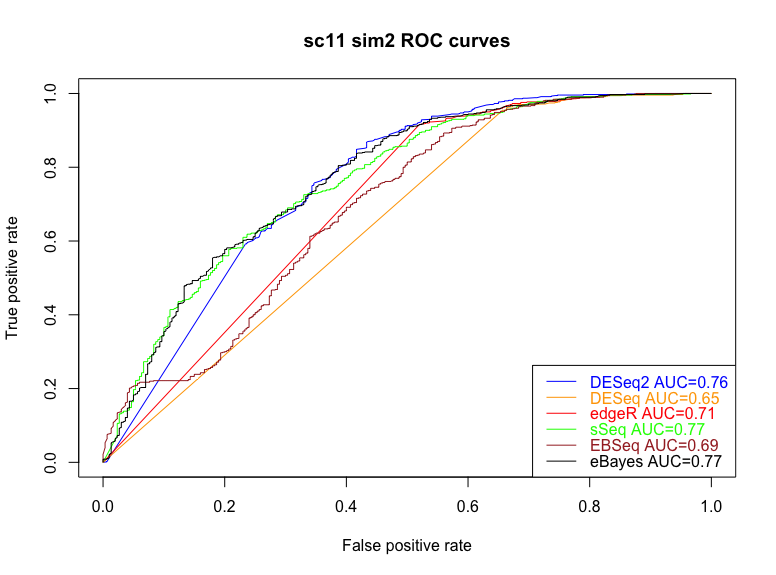 sc11 sim2 ROC curves
True positive rate
1.0
0.8
0.6
0.4
0.2
0.0
DESeq2 AUC=0.76
DESeq AUC=0.65
edgeR AUC=0.71
sSeq AUC=0.77
EBSeq AUC=0.69
eBayes AUC=0.77
0.0 0.2 0.4 0.6 0.8 1.0
False positive rate